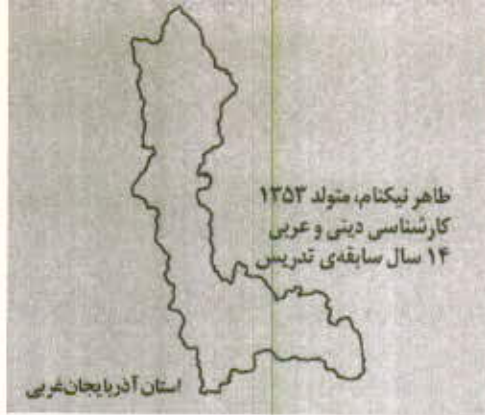 طاهر نیکنام، متولد ۱۳۵۳
کارشناسی دینی و عربی
۱۴ سال سابقه‌ی تدریس
استان آذربایجان‌غربی